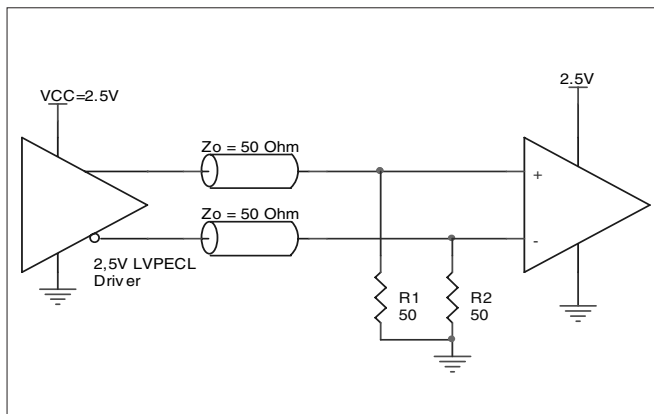 VCC=2.5V
2.5V
Zo = 50 Ohm
+
Zo = 50 Ohm
-
2,5V LVPECL
Driver
R1
50
R2
50